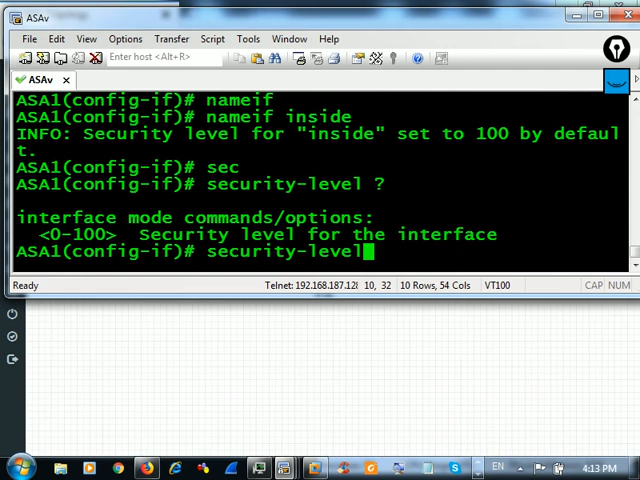 ASAv
File Edit View Options Transfer Script Tools Window Help
Enter host <Alt+R>
ASAv
ASA1(config-if)# nameif
ASA1(config-if)# nameif inside
INFO: Security level for "inside" set to 100 by defaul
t.
ASA1(config-if)# sec
ASA1(config-if)# security-level ?
interface mode commands/options:
<0-100> Security level for the interface
ASA1(config-if)# security-level
Ready Telnet: 192.168.187.128 10, 32 10 Rows, 54 Cols VT100 CAP NUM
EN 4:13 PM